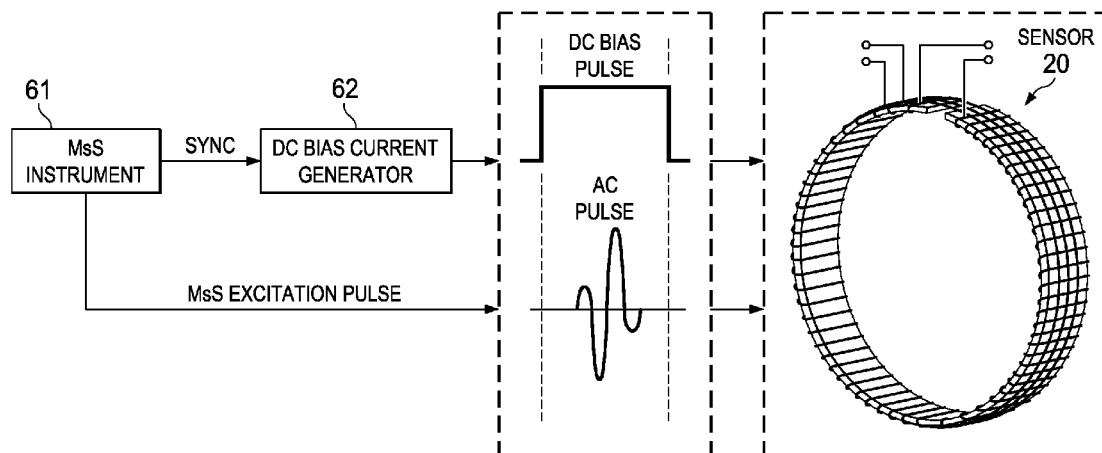 61
MsS
INSTRUMENT
SYNC
62
DC BIAS CURRENT
GENERATOR
MsS EXCITATION PULSE
DC BIAS
PULSE
AC
PULSE
SENSOR
20